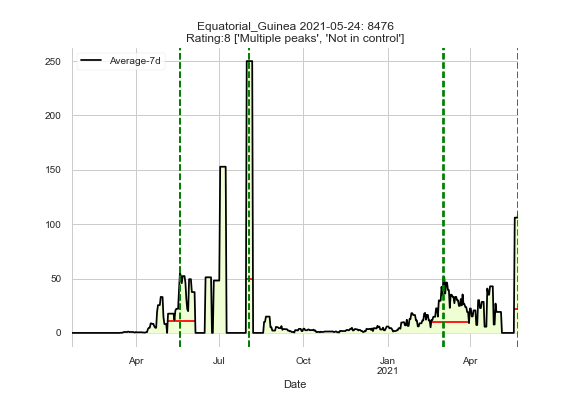 Equatorial_Guinea 2021-05-24: 8476
Rating:8 ['Multiple peaks', 'Not in control']
Average-7d
250
200
150
100
50
0
Apr
Jul
Oct
Jan
2021
Apr
Date